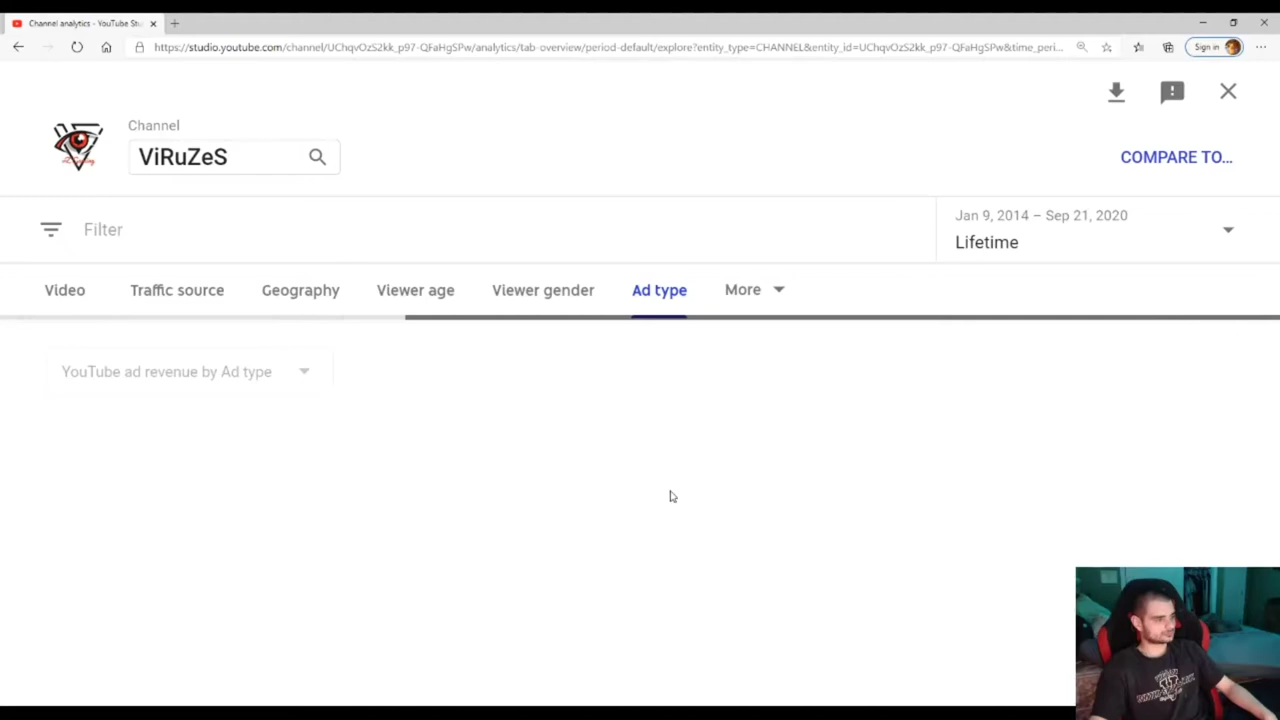 Channel analytics - YouTube Stu
https://studio.youtube.com/channel/UChqvOzS2kk_p97-QFaHgSPw/analytics/tab-overview/period-default/explore?entity_type=CHANNEL&entity_id=UChqvOzS2kk_p97-QFaHgSPw&time_peri...
Sign in
Channel
ViRuZeS
COMPARE TO...
Filter
Jan 9, 2014 – Sep 21, 2020
Lifetime
Video Traffic source Geography Viewer age Viewer gender Ad type More
YouTube ad revenue by Ad type